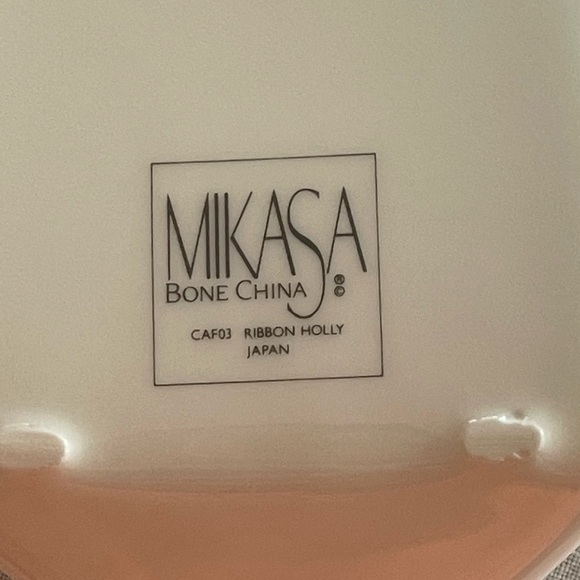 MIKASA
BONE CHINA ® ©
CAF03 RIBBON HOLLY
JAPAN